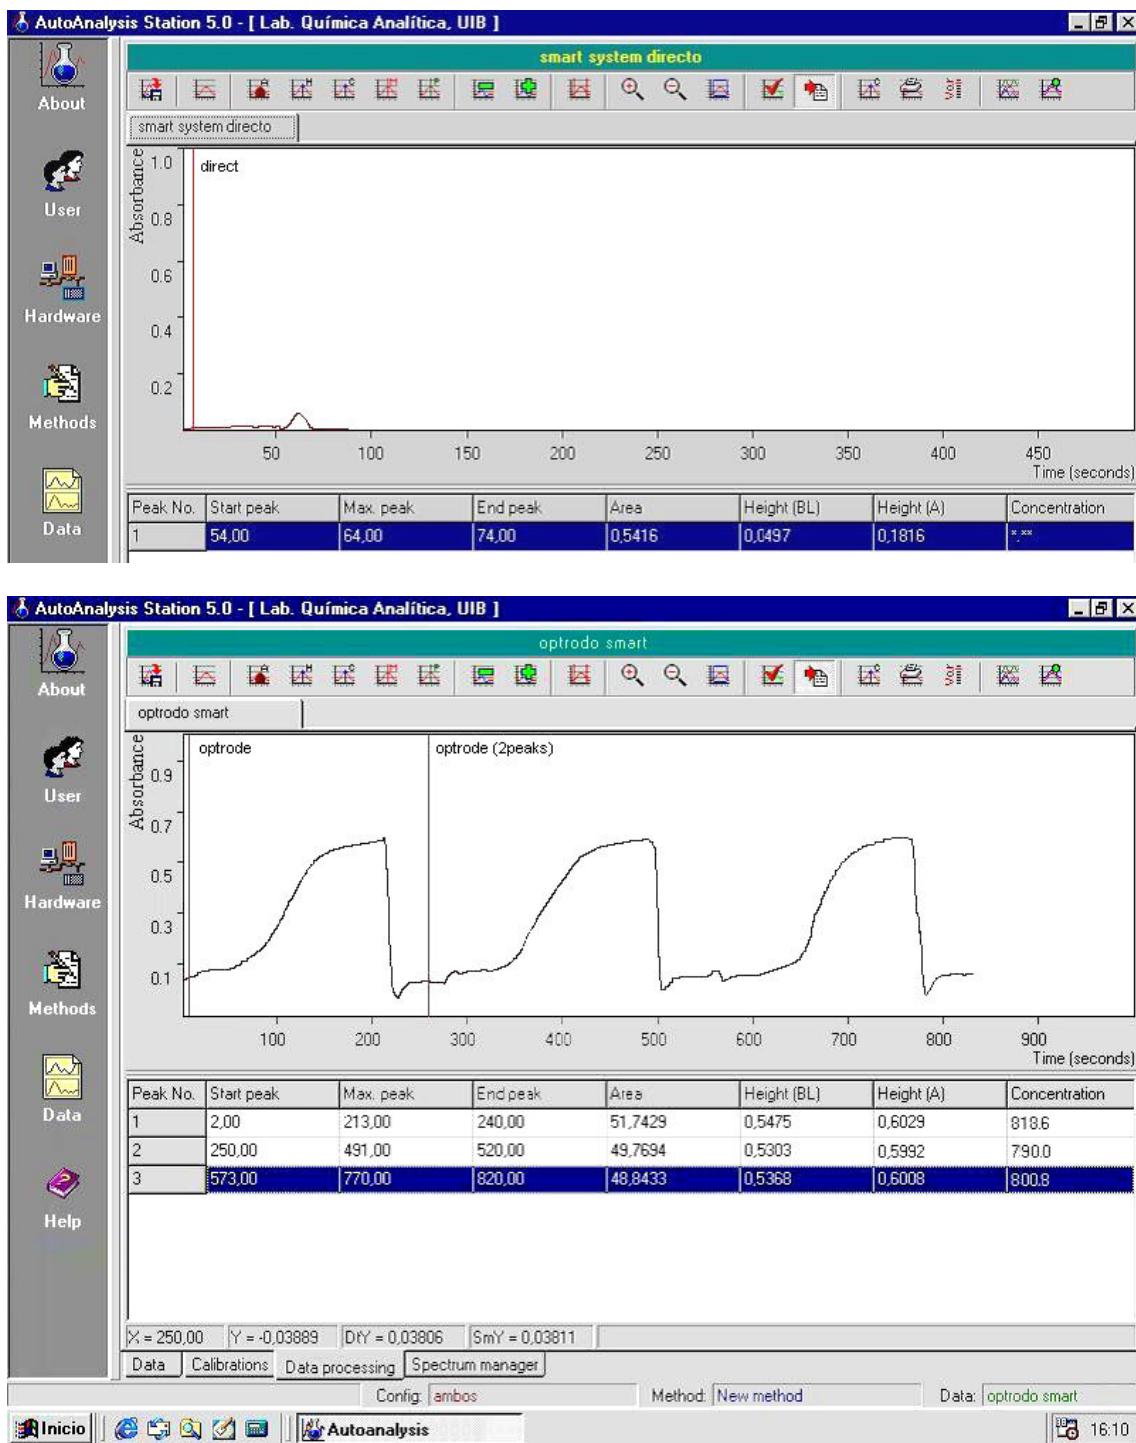 AutoAnalysis Station 5.0 - [ Lab. Química Analítica, UIB ]
About
User
Hardware
Methods
Data
smart system directo
smart system directo
Absorbance
1.0
0.8
0.6
0.4
0.2
direct
50 100 150 200 250 300 350 400 450
Time (seconds)
Peak No. Start peak Max. peak End peak Area Height (BL) Height (A) Concentration
1 54,00 64,00 74,00 0,5416 0,0497 0,1816 *.**
AutoAnalysis Station 5.0 - [ Lab. Química Analítica, UIB ]
About
User
Hardware
Methods
Data
Help
optrodo smart
optrodo smart
Absorbance
0.9
0.7
0.5
0.3
0.1
optrode optrode (2peaks)
100 200 300 400 500 600 700 800 900
Time (seconds)
Peak No. Start peak Max. peak End peak Area Height (BL) Height (A) Concentration
1 2,00 213,00 240,00 51,7429 0,5475 0,6029 818.6
2 250,00 491,00 520,00 49,7694 0,5303 0,5992 790.0
3 573,00 770,00 820,00 48,8433 0,5368 0,6008 800.8
X = 250,00 Y = -0,03889 DtY = 0,03806 SmY = 0,03811
Data Calibrations Data processing Spectrum manager
Config: ambos Method: New method Data: optrodo smart
Inicio Autoanalysis 16:10